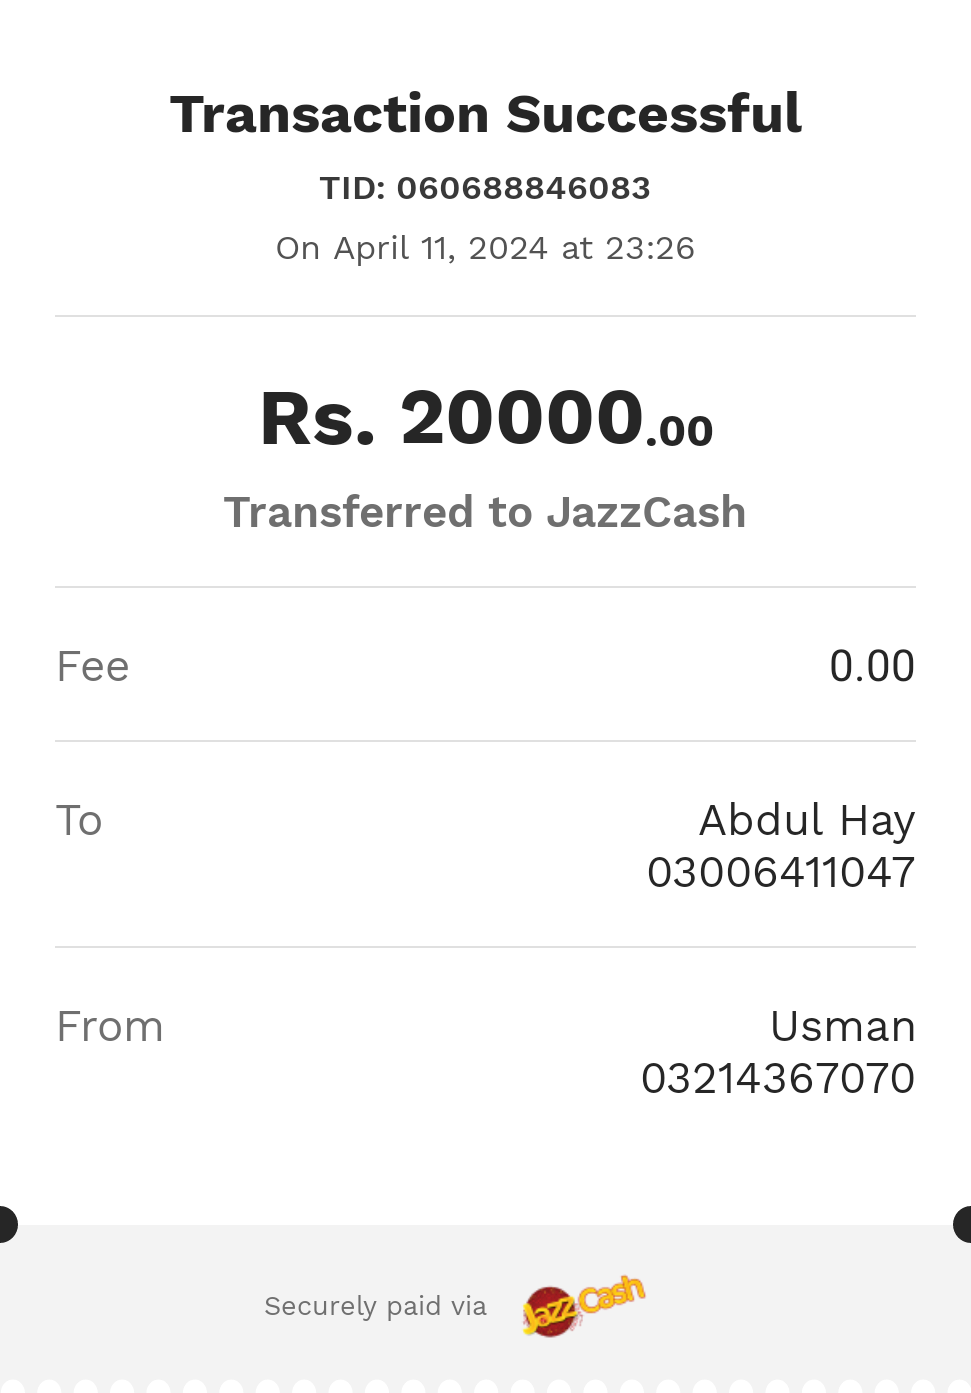 Transaction Successful
TID: 060688846083
On April 11, 2024 at 23:26
Rs. 20000.00
Transferred to JazzCash
Fee 0.00
To Abdul Hay
03006411047
From Usman
03214367070
Securely paid via JazzCash